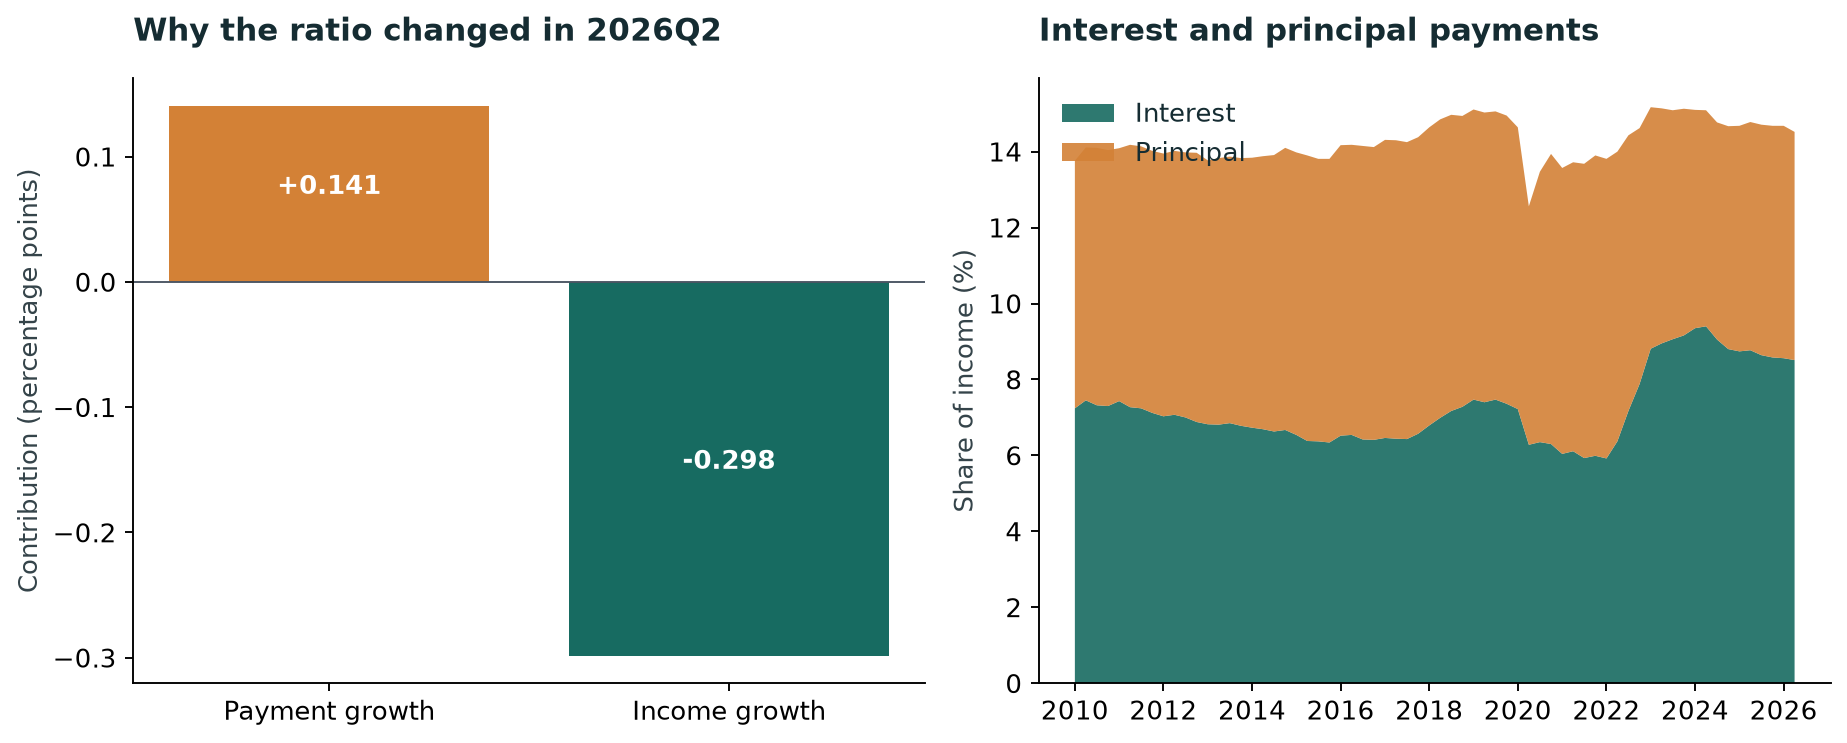 Why the ratio changed in 2026Q2
Contribution (percentage points)
0.1
0.0
−0.1
−0.2
−0.3
+0.141
-0.298
Payment growth
Income growth
Interest and principal payments
Share of income (%)
Interest
Principal
14
12
10
8
6
4
2
0
2010 2012 2014 2016 2018 2020 2022 2024 2026